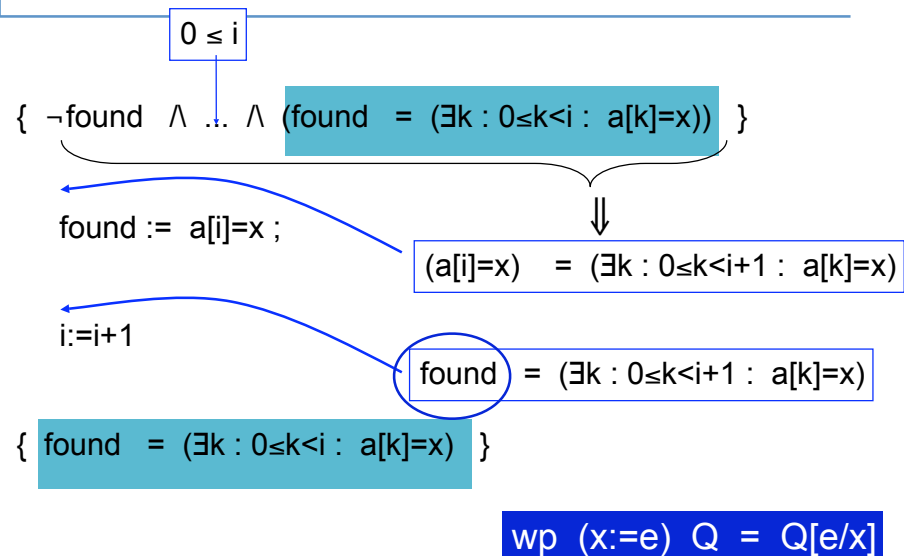 0 ≤ i
{ ¬found /\ ... /\ (found = (∃k : 0≤k<i : a[k]=x)) }
⇓
found := a[i]=x ;
(a[i]=x) = (∃k : 0≤k<i+1 : a[k]=x)
i:=i+1
found = (∃k : 0≤k<i+1 : a[k]=x)
{ found = (∃k : 0≤k<i : a[k]=x) }
wp (x:=e) Q = Q[e/x]